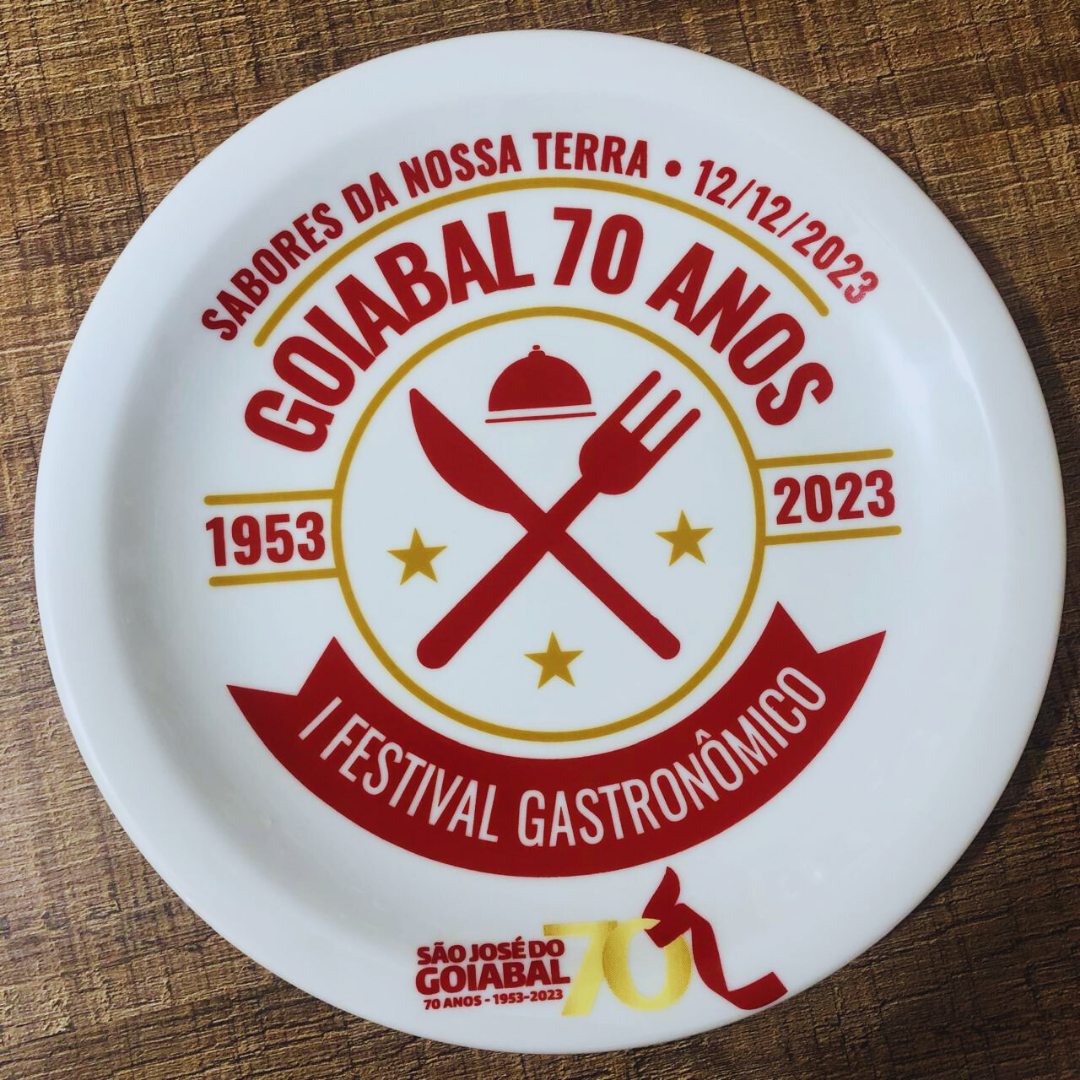 SABORES DA NOSSA TERRA • 12/12/2023
GOIABAL 70 ANOS
1953
2023
I FESTIVAL GASTRONÔMICO
SÃO JOSÉ DO
GOIABAL
70 ANOS - 1953-2023
70